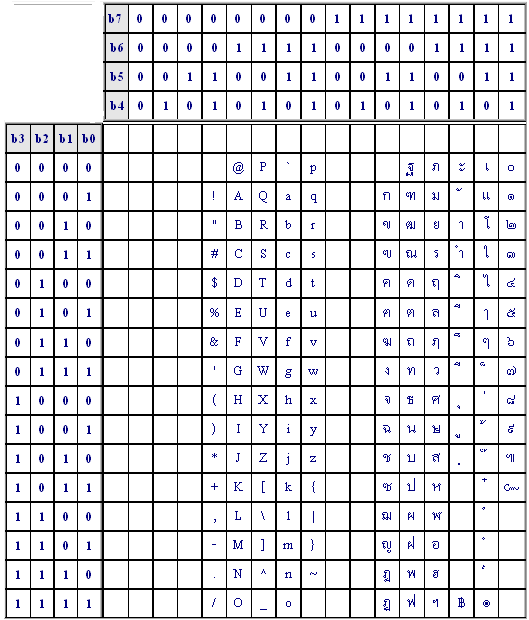 b7 0 0 0 0 0 0 0 0 1 1 1 1 1 1 1 1
b6 0 0 0 0 1 1 1 1 0 0 0 0 1 1 1 1
b5 0 0 1 1 0 0 1 1 0 0 1 1 0 0 1 1
b4 0 1 0 1 0 1 0 1 0 1 0 1 0 1 0 1
b3 b2 b1 b0
0 0 0 0 @ P ` p ฐ ภ ะ เ ๐
0 0 0 1 ! A Q a q ก ฑ ม ั แ ๑
0 0 1 0 " B R b r ข ฒ ย า โ ๒
0 0 1 1 # C S c s ฃ ณ ร ำ ใ ๓
0 1 0 0 $ D T d t ค ด ฤ ิ ไ ๔
0 1 0 1 % E U e u ฅ ต ล ี ๅ ๕
0 1 1 0 & F V f v ฆ ถ ฦ ึ ๆ ๖
0 1 1 1 ' G W g w ง ท ว ื ็ ๗
1 0 0 0 ( H X h x จ ธ ศ ุ ่ ๘
1 0 0 1 ) I Y i y ฉ น ษ ู ้ ๙
1 0 1 0 * J Z j z ช บ ส ฺ ๊ ๚
1 0 1 1 + K [ k { ซ ป ห ๋ ๛
1 1 0 0 , L \ l | ฌ ผ ฬ ์
1 1 0 1 - M ] m } ญ ฝ อ ํ
1 1 1 0 . N ^ n ~ ฎ พ ฮ ๎
1 1 1 1 / O _ o ฏ ฟ ฯ ฿ ๏